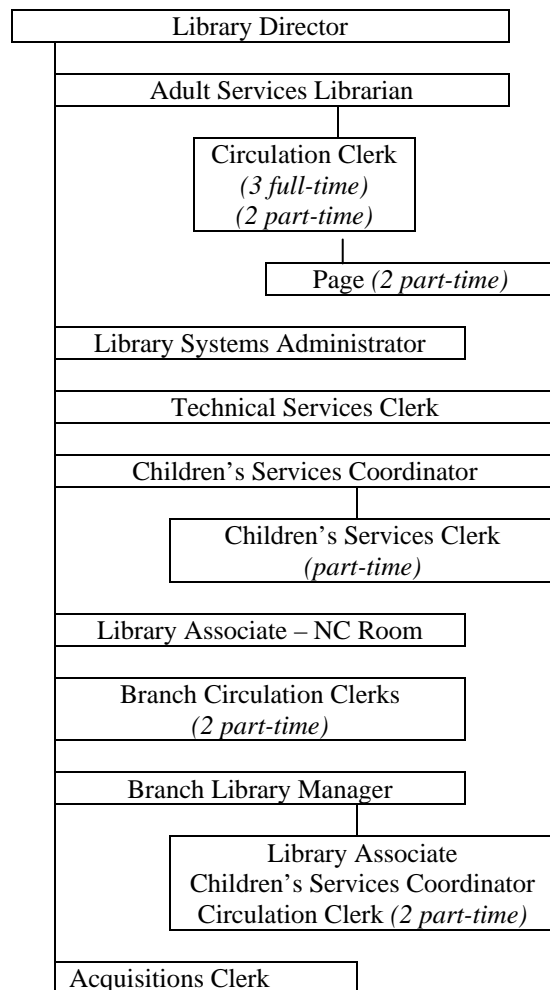 Library Director
Adult Services Librarian
Circulation Clerk
(3 full-time)
(2 part-time)
Page (2 part-time)
Library Systems Administrator
Technical Services Clerk
Children’s Services Coordinator
Children’s Services Clerk
(part-time)
Library Associate – NC Room
Branch Circulation Clerks
(2 part-time)
Branch Library Manager
Library Associate
Children’s Services Coordinator
Circulation Clerk (2 part-time)
Acquisitions Clerk